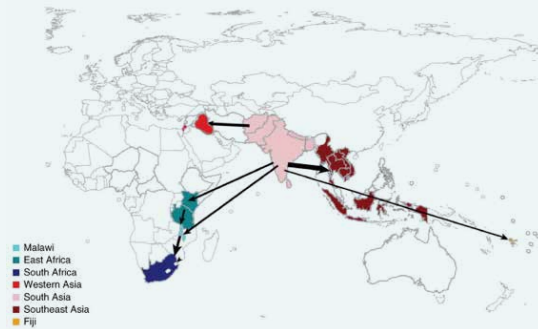 Malawi
East Africa
South Africa
Western Asia
South Asia
Southeast Asia
Fiji